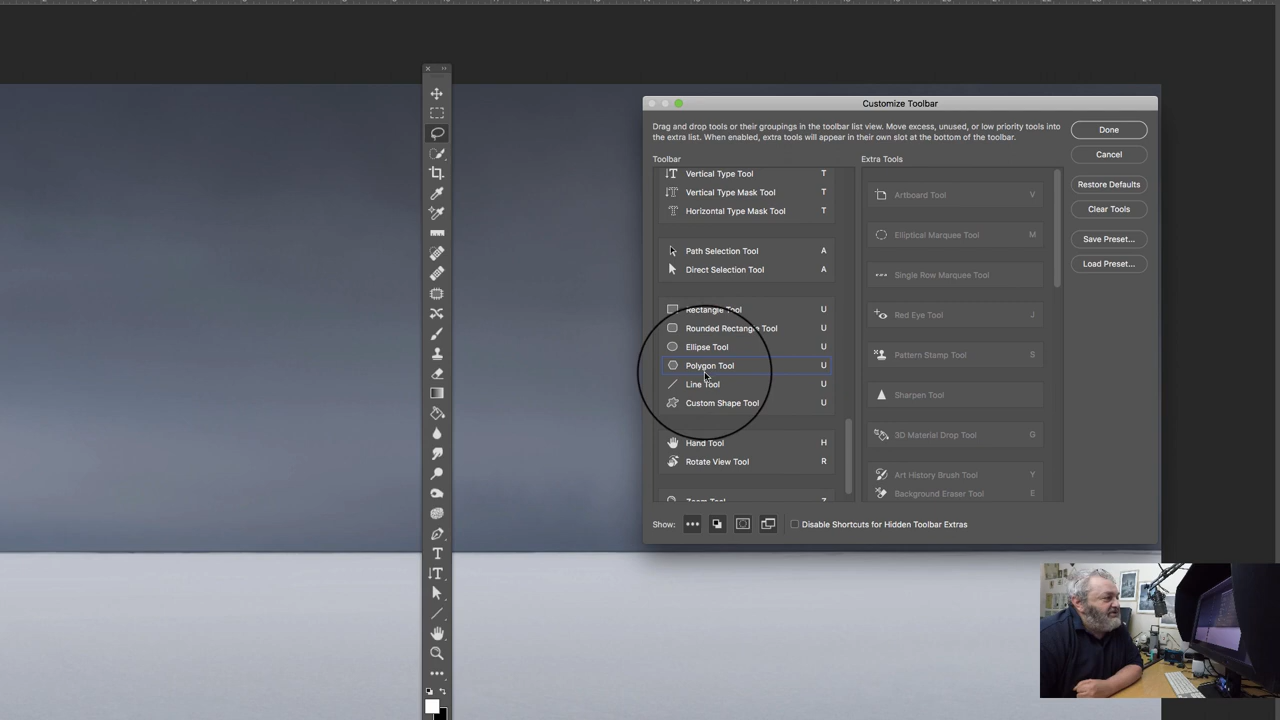 Customize Toolbar
Drag and drop tools or their groupings in the toolbar list view. Move excess, unused, or low priority tools into
the extra list. When enabled, extra tools will appear in their own slot at the bottom of the toolbar.
Toolbar
Vertical Type Tool T
Vertical Type Mask Tool T
Horizontal Type Mask Tool T
Path Selection Tool A
Direct Selection Tool A
Rectangle Tool U
Rounded Rectangle Tool U
Ellipse Tool U
Polygon Tool U
Line Tool U
Custom Shape Tool U
Hand Tool H
Rotate View Tool R
Zoom Tool Z
Extra Tools
Artboard Tool V
Elliptical Marquee Tool M
Single Row Marquee Tool
Red Eye Tool J
Pattern Stamp Tool S
Sharpen Tool
3D Material Drop Tool G
Art History Brush Tool Y
Background Eraser Tool E
Done
Cancel
Restore Defaults
Clear Tools
Save Preset...
Load Preset...
Show: Disable Shortcuts for Hidden Toolbar Extras